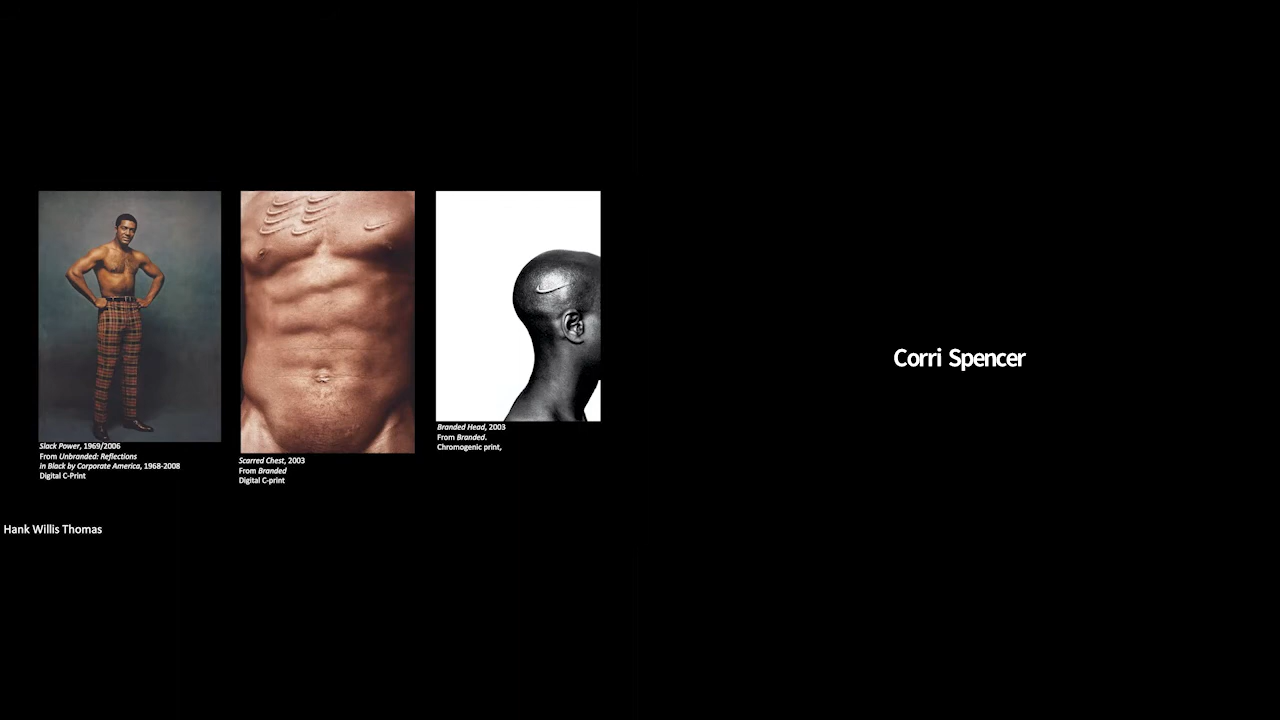 Slack Power, 1969/2006
From Unbranded: Reflections
in Black by Corporate America, 1968-2008
Digital C-Print
Scarred Chest, 2003
From Branded
Digital C-print
Branded Head, 2003
From Branded.
Chromogenic print,
Hank Willis Thomas
Corri Spencer